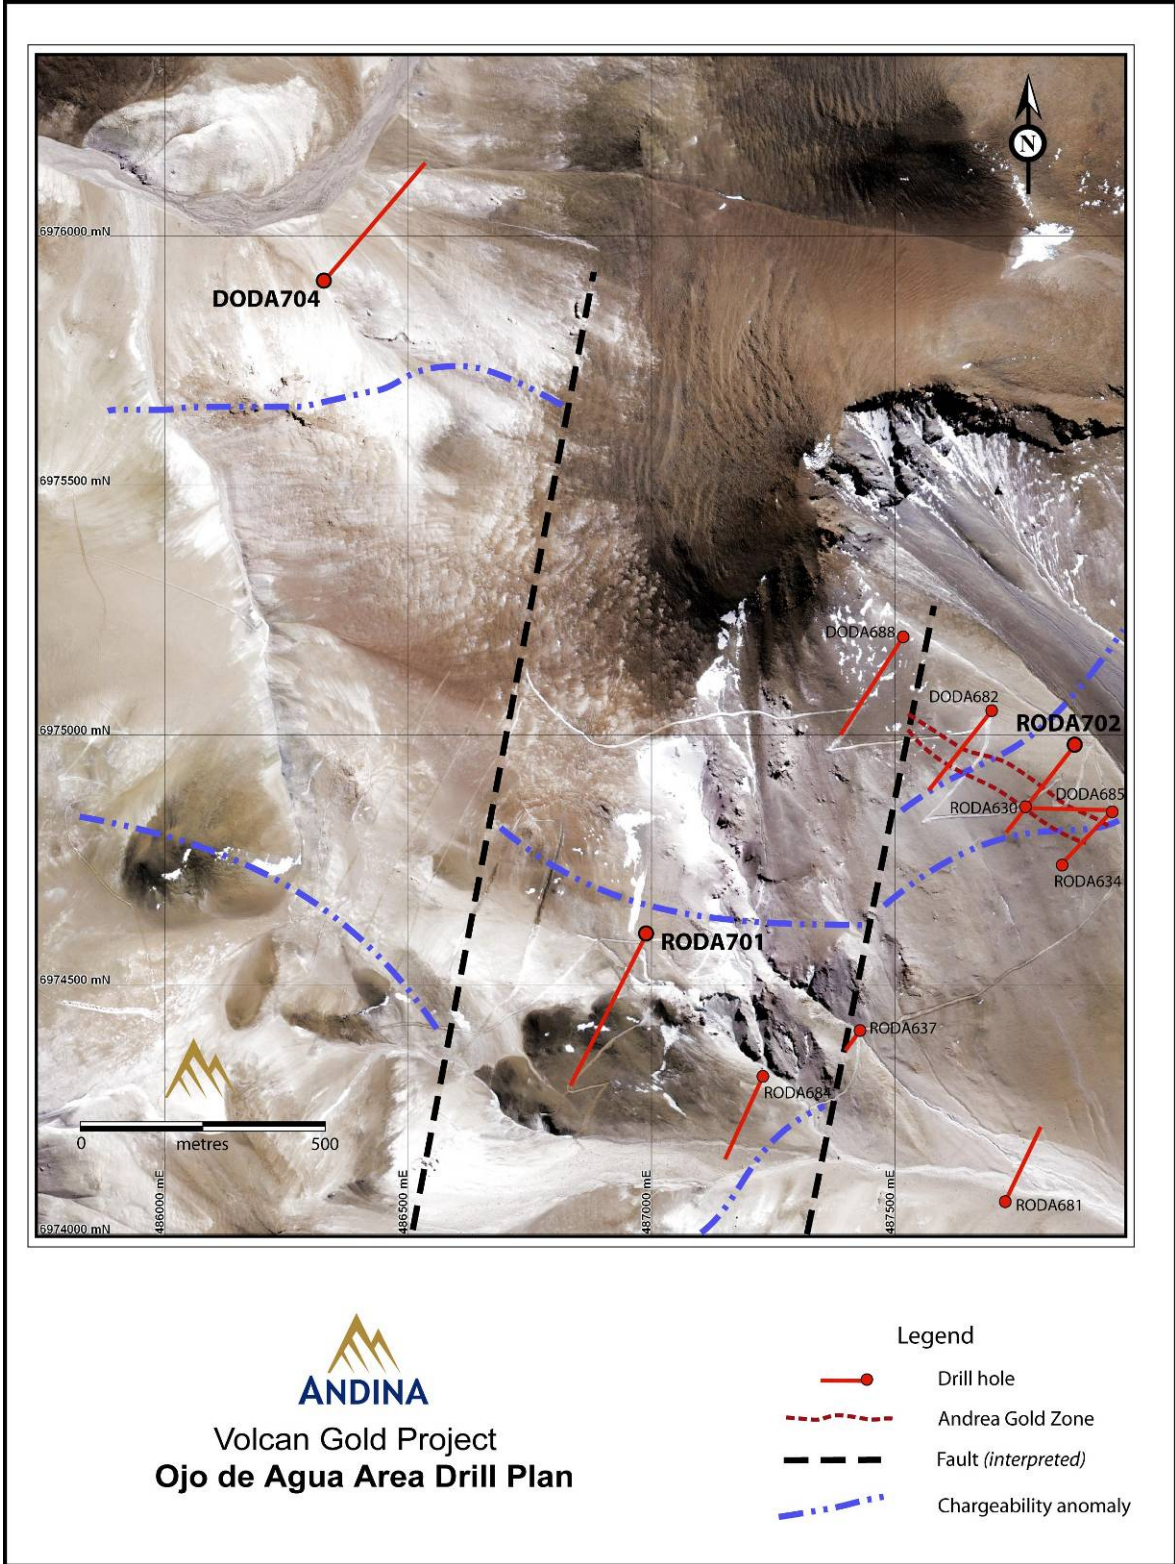 N
6976000 mN
DODA704
6975500 mN
DODA688
DODA682
6975000 mN
RODA702
RODA630
DODA685
RODA634
RODA701
6974500 mN
RODA637
RODA684
0
metres
500
486000 mE
486500 mE
487000 mE
487500 mE
RODA681
6974000 mN
ANDINA
Volcan Gold Project
Ojo de Agua Area Drill Plan
Legend
Drill hole
Andrea Gold Zone
Fault (interpreted)
Chargeability anomaly